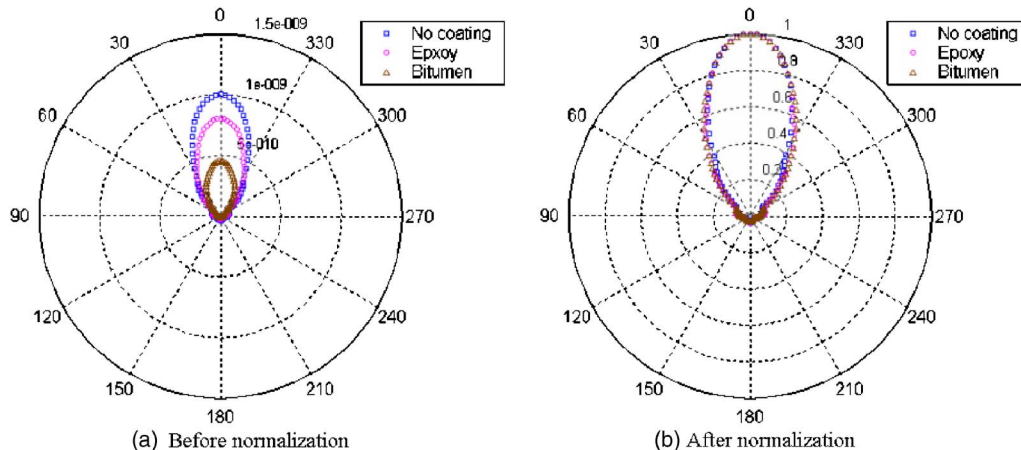 0
1.5e-009
30
330
No coating
Epxoy
Bitumen
1e-009
60
300
5e-010
90
270
120
240
150
210
180
(a) Before normalization
0
1
30
330
No coating
Epoxy
Bitumen
0.8
60
0.6
300
0.4
0.2
90
270
120
240
150
210
180
(b) After normalization